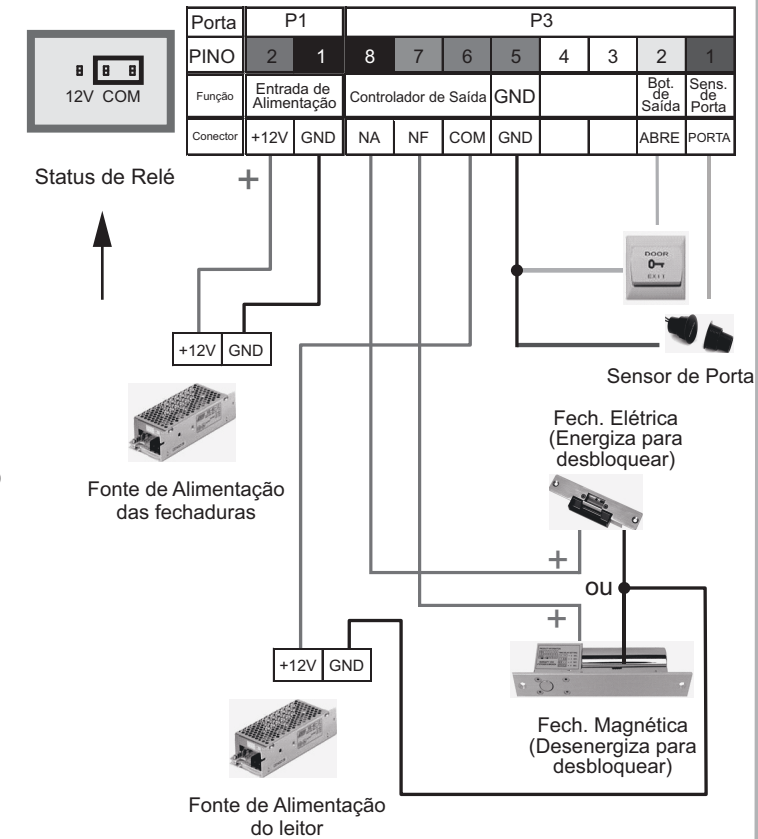 Porta P1 P3
PINO 2 1 8 7 6 5 4 3 2 1
Função Entrada de Alimentação Controlador de Saída GND Bot. de Saída Sens. de Porta
Conector +12V GND NA NF COM GND ABRE PORTA
12V COM
Status de Relé
+
DOOR
EXIT
+12V GND
Sensor de Porta
Fonte de Alimentação
das fechaduras
Fech. Elétrica
(Energiza para
desbloquear)
+
ou
+
+12V GND
Fech. Magnética
(Desenergiza para
desbloquear)
Fonte de Alimentação
do leitor